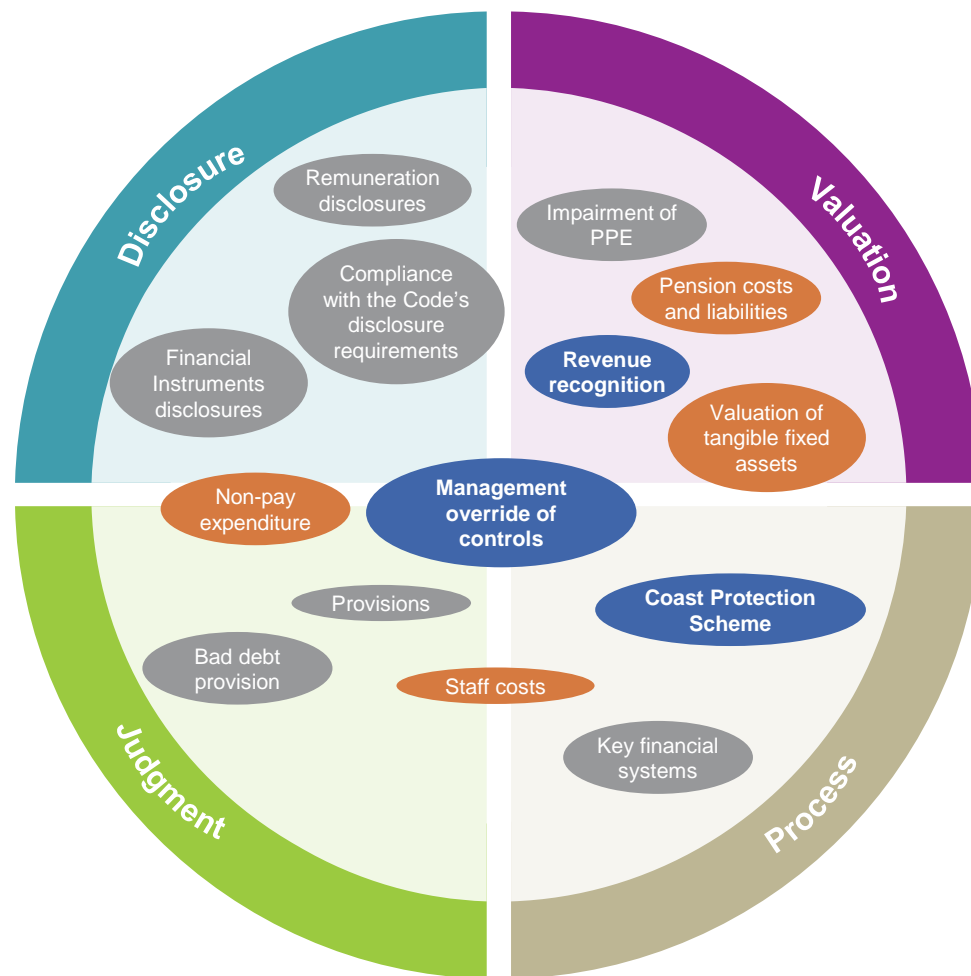 Disclosure
Remuneration
disclosures
Compliance
with the Code's
disclosure
requirements
Financial
Instruments
disclosures
Valuation
Impairment of
PPE
Pension costs
and liabilities
Revenue
recognition
Valuation of
tangible fixed
assets
Non-pay
expenditure
Management
override of
controls
Judgment
Provisions
Bad debt
provision
Staff costs
Coast Protection
Scheme
Key financial
systems
Process